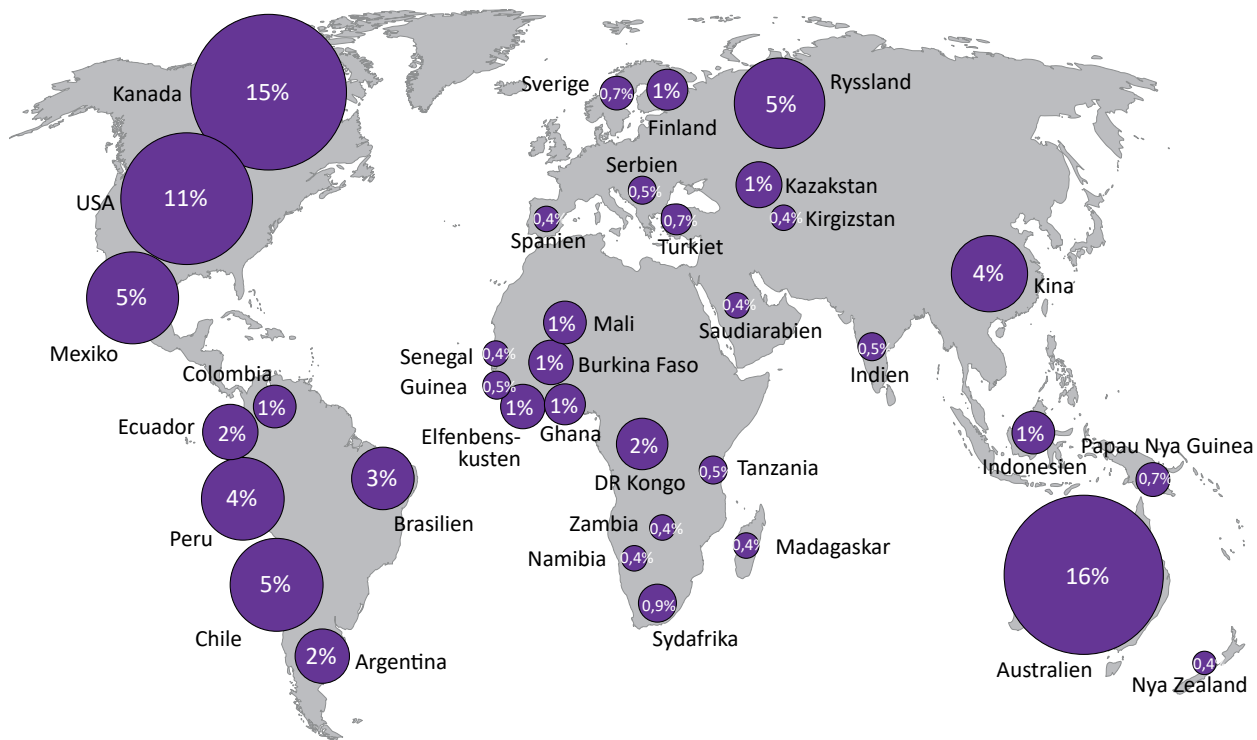 Kanada
15%
USA
11%
5%
Mexiko
Colombia
1%
Ecuador
2%
4%
Peru
3%
Brasilien
5%
Chile
2%
Argentina
Sverige
0,7%
1%
Finland
5%
Ryssland
Serbien
0,5%
1%
Kazakstan
0,4%
Kirgizstan
0,4%
Spanien
0,7%
Turkiet
4%
Kina
0,4%
Saudiarabien
1%
Mali
Senegal
0,4%
1%
Burkina Faso
Guinea
0,5%
1%
Elfenbens-
kusten
1%
Ghana
0,5%
Indien
2%
DR Kongo
0,5%
Tanzania
Zambia
0,4%
Namibia
0,4%
0,4%
Madagaskar
0,9%
Sydafrika
1%
Indonesien
Papau Nya Guinea
0,7%
16%
Australien
0,4
Nya Zealand